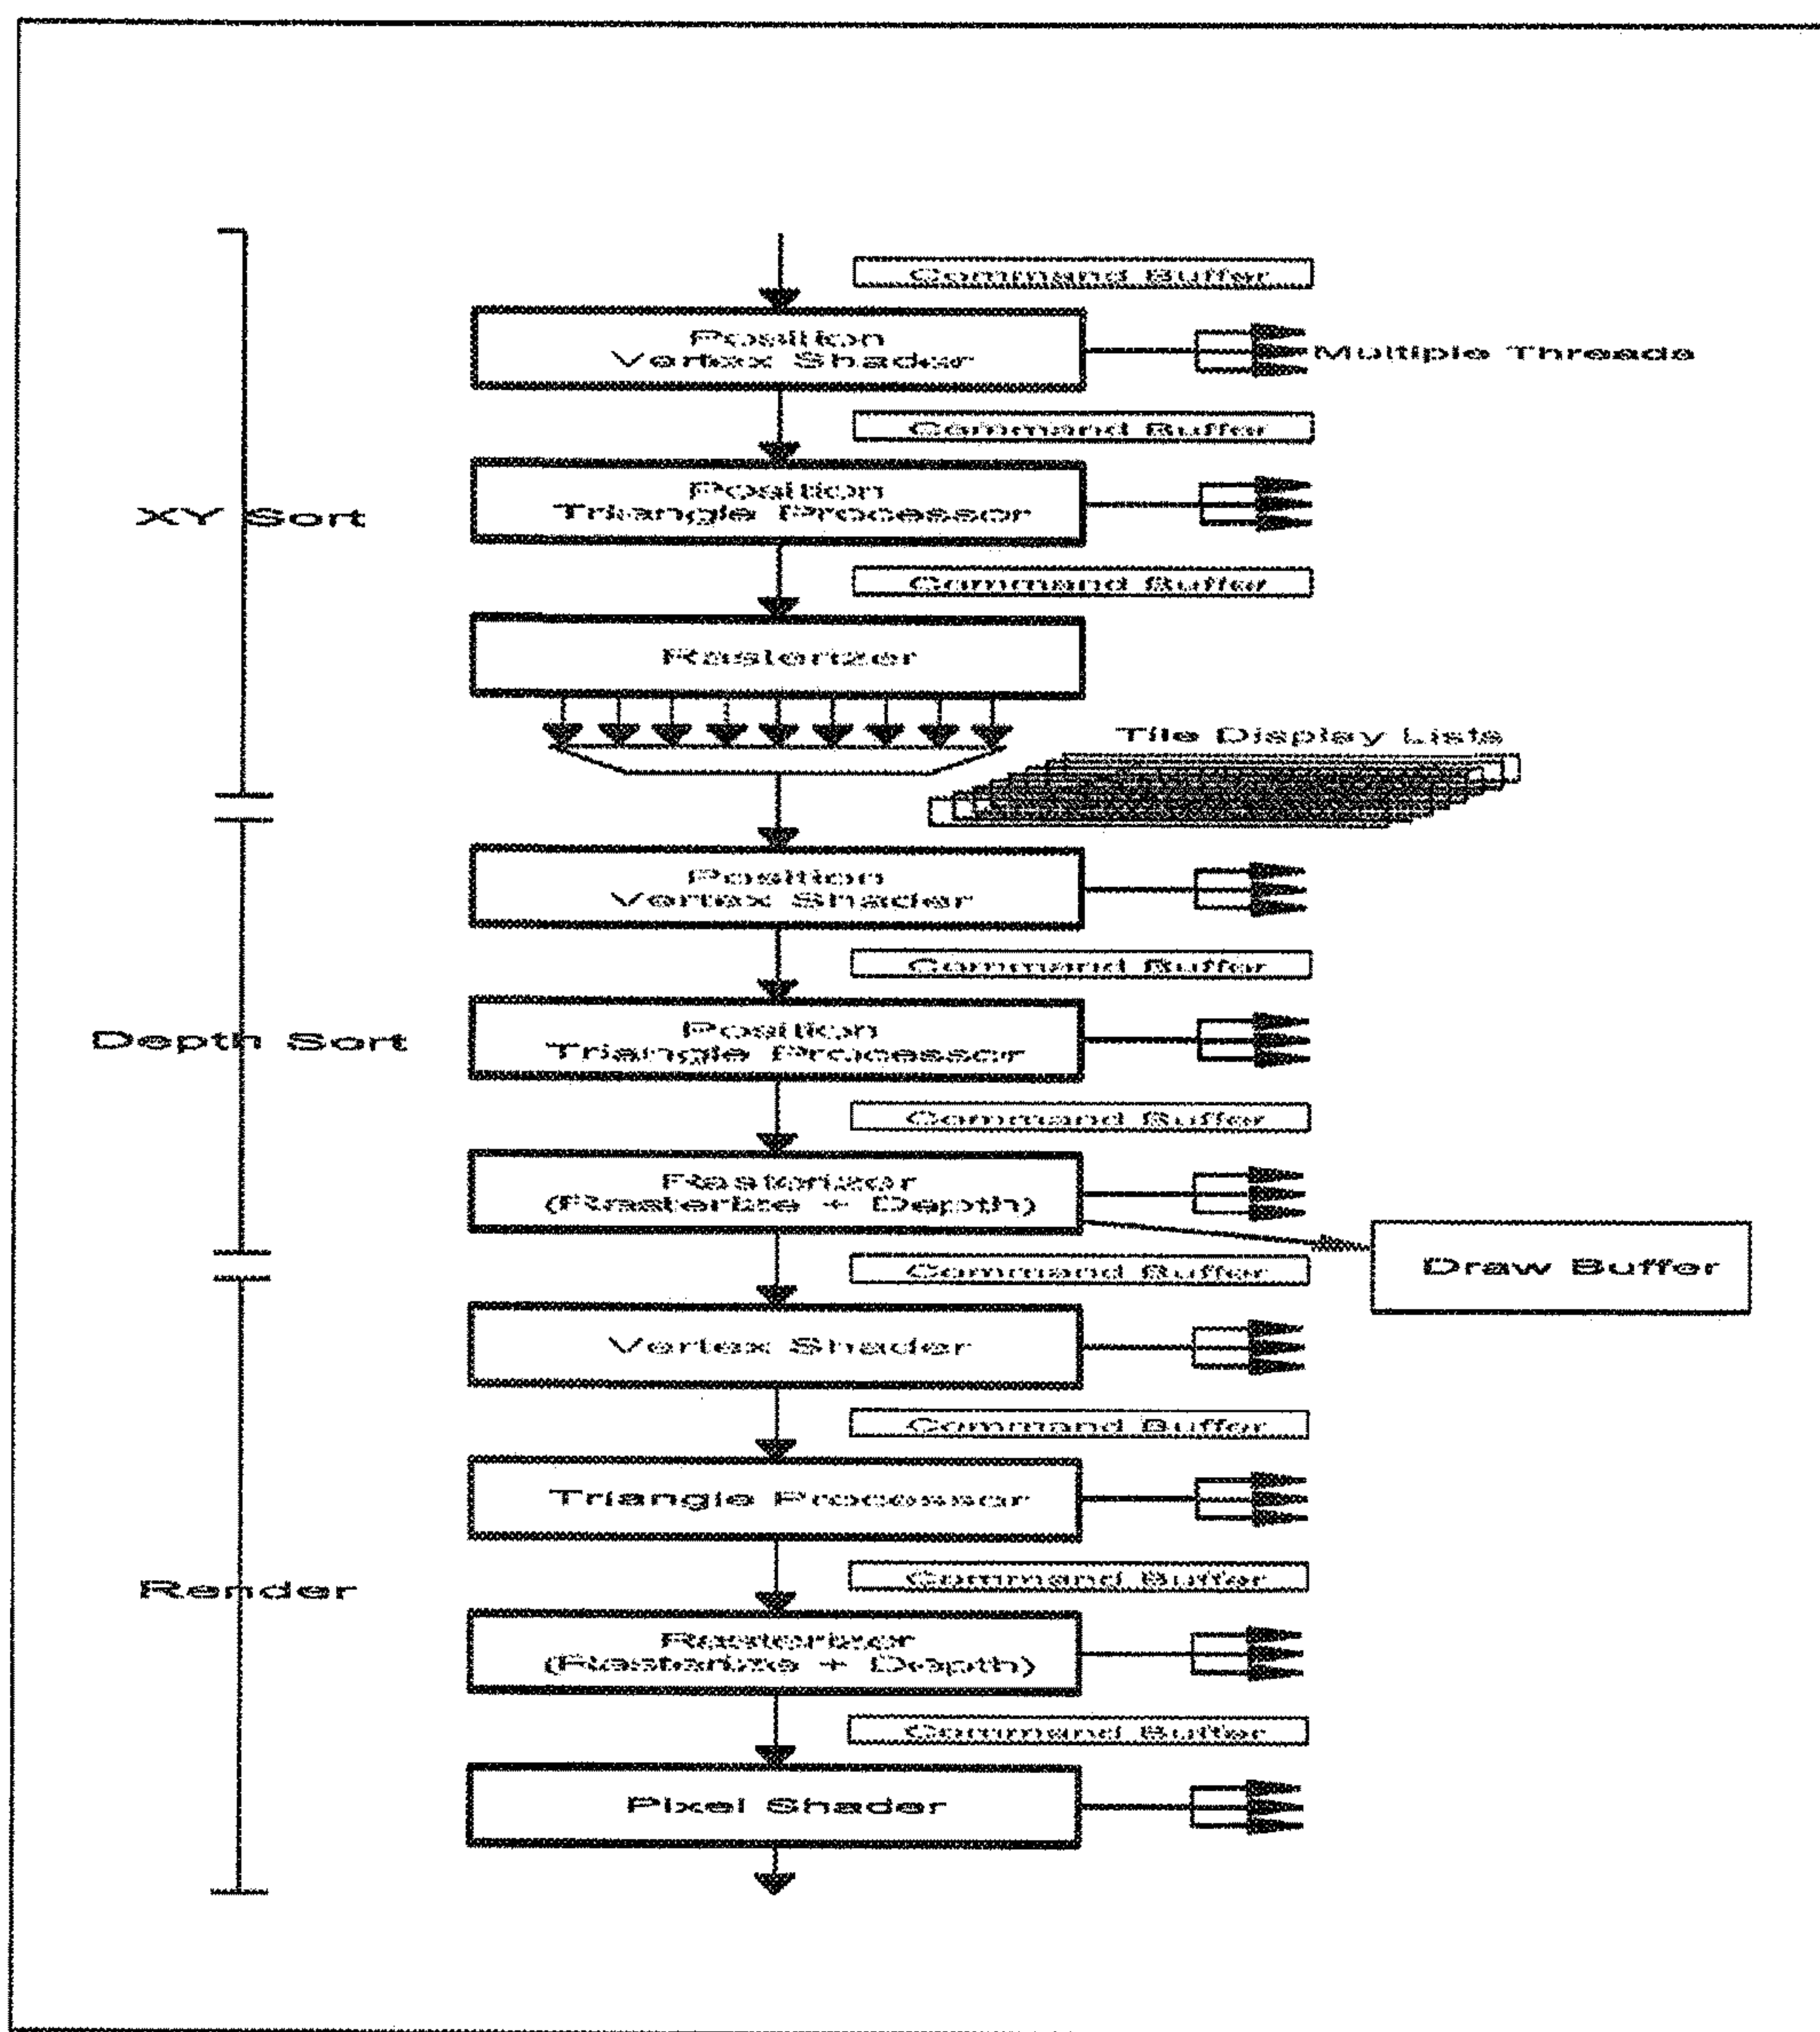 Command Buffer
Position
Vertex Shader
Multiple Threads
Command Buffer
Position
Triangle Processor
XY Sort
Command Buffer
Rasterizer
Tile Display Lists
Position
Vertex Shader
Command Buffer
Position
Triangle Processor
Depth Sort
Command Buffer
Rasterizer
(Rasterize + Depth)
Command Buffer
Draw Buffer
Vertex Shader
Command Buffer
Triangle Processor
Command Buffer
Render
Rasterizer
(Rasterize + Depth)
Command Buffer
Pixel Shader